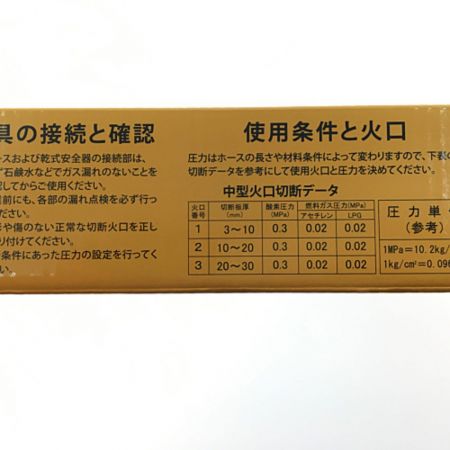 具の接続と確認
ースおよび乾式安全器の接続部は、
ず石鹸水などでガス漏れのないことを
認してからご使用ください。
業前にも、各部の漏れ点検を必ず行っ
ださい。
形や傷のない正常な切断火口を正し
り付けてください。
条件にあった圧力の設定を行ってく
い。
使用条件と火口
圧力はホースの長さや材料条件によって変わりますので、下表の
切断データを参考にして使用火口と圧力を決めてください。
中型火口切断データ
火口番号 切断板厚(mm) 酸素圧力(MPa) 燃料ガス圧力(MPa)
アセチレン LPG
1 3～10 0.3 0.02 0.02
2 10～20 0.3 0.02 0.02
3 20～30 0.3 0.02 0.02
圧力単
(参考)
1MPa=10.2kg/
1kg/cm²=0.09